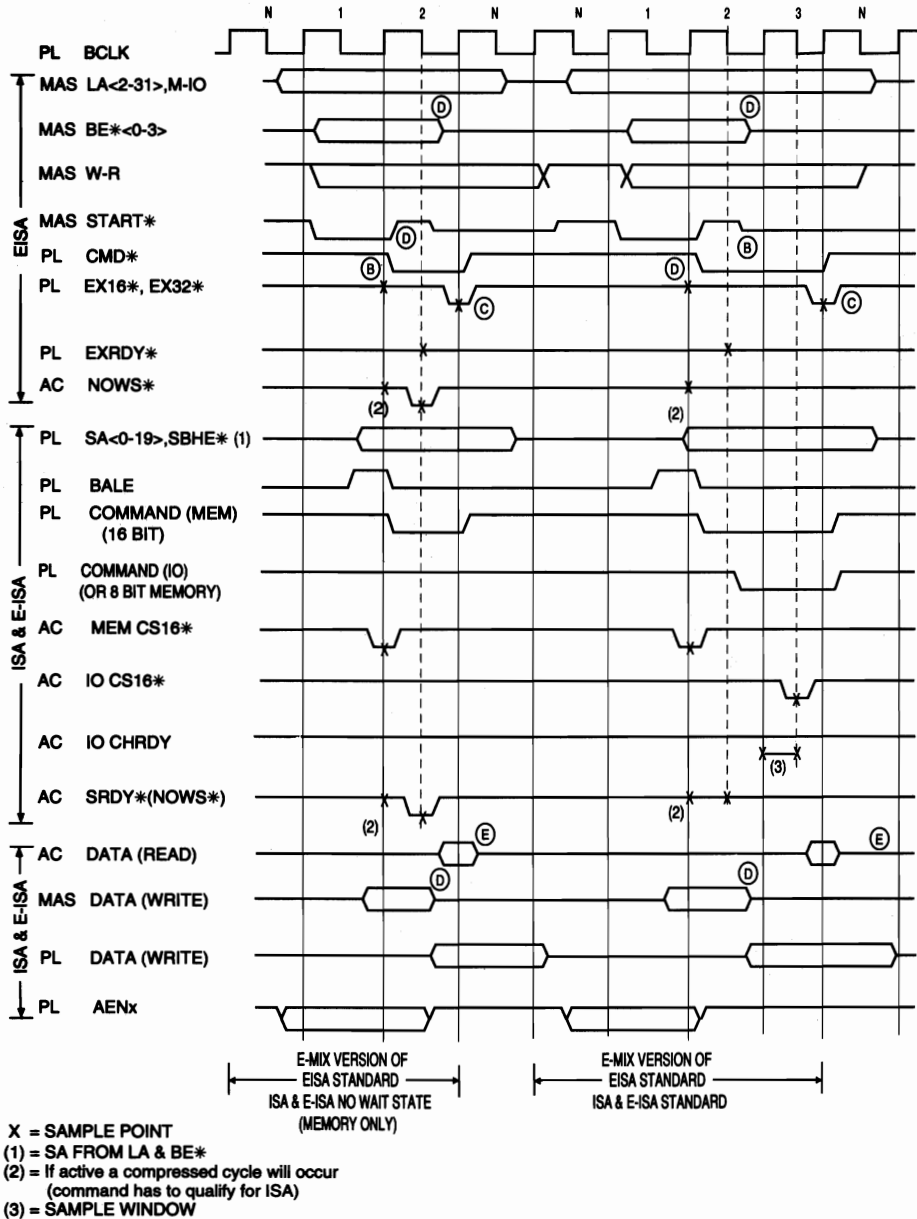 N 1 2 N N 1 2 3 N
PL BCLK
MAS LA<2-31>,M-IO
D D
MAS BE*<0-3>
MAS W-R
EISA
MAS START*
D B
PL CMD*
B D
PL EX16*, EX32*
C C
PL EXRDY*
AC NOWS*
(2) (2)
PL SA<0-19>,SBHE* (1)
PL BALE
PL COMMAND (MEM)
(16 BIT)
PL COMMAND (IO)
(OR 8 BIT MEMORY)
ISA & E-ISA
AC MEM CS16*
AC IO CS16*
AC IO CHRDY
(3)
AC SRDY*(NOWS*)
(2) (2)
E E
AC DATA (READ)
D D
MAS DATA (WRITE)
ISA & E-ISA
PL DATA (WRITE)
PL AENx
E-MIX VERSION OF
EISA STANDARD
ISA & E-ISA NO WAIT STATE
(MEMORY ONLY)
E-MIX VERSION OF
EISA STANDARD
ISA & E-ISA STANDARD
X = SAMPLE POINT
(1) = SA FROM LA & BE*
(2) = If active a compressed cycle will occur
(command has to qualify for ISA)
(3) = SAMPLE WINDOW